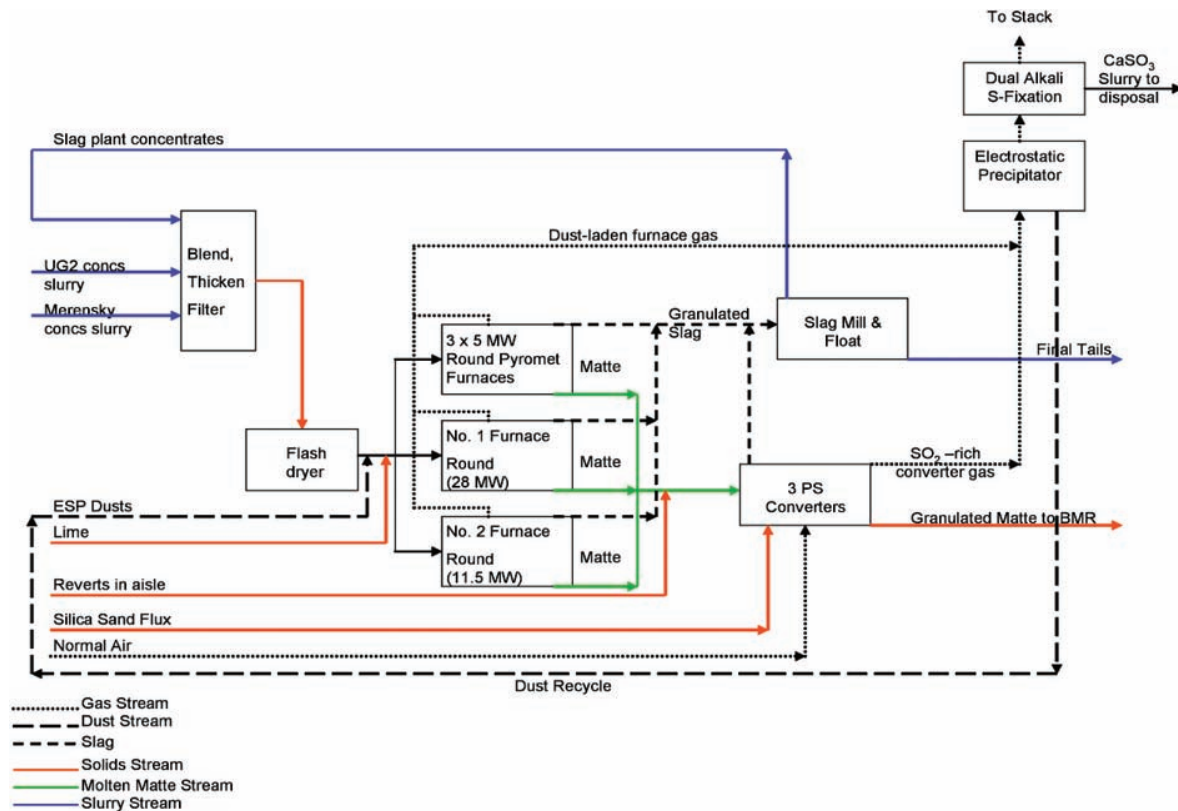 To Stack
Dual Alkali
S-Fixation
CaSO₃
Slurry to
disposal
Slag plant concentrates
Electrostatic
Precipitator
Blend,
Thicken
Filter
UG2 concs
slurry
Merensky
concs slurry
Dust-laden furnace gas
Granulated
Slag
Slag Mill &
Float
Final Tails
3 x 5 MW
Round Pyromet
Furnaces
Matte
Flash
dryer
No. 1 Furnace
Round
(28 MW)
Matte
No. 2 Furnace
Round
(11.5 MW)
Matte
3 PS
Converters
SO₂ –rich
converter gas
Granulated Matte to BMR
ESP Dusts
Lime
Reverts in aisle
Silica Sand Flux
Normal Air
Dust Recycle
Gas Stream
Dust Stream
Slag
Solids Stream
Molten Matte Stream
Slurry Stream